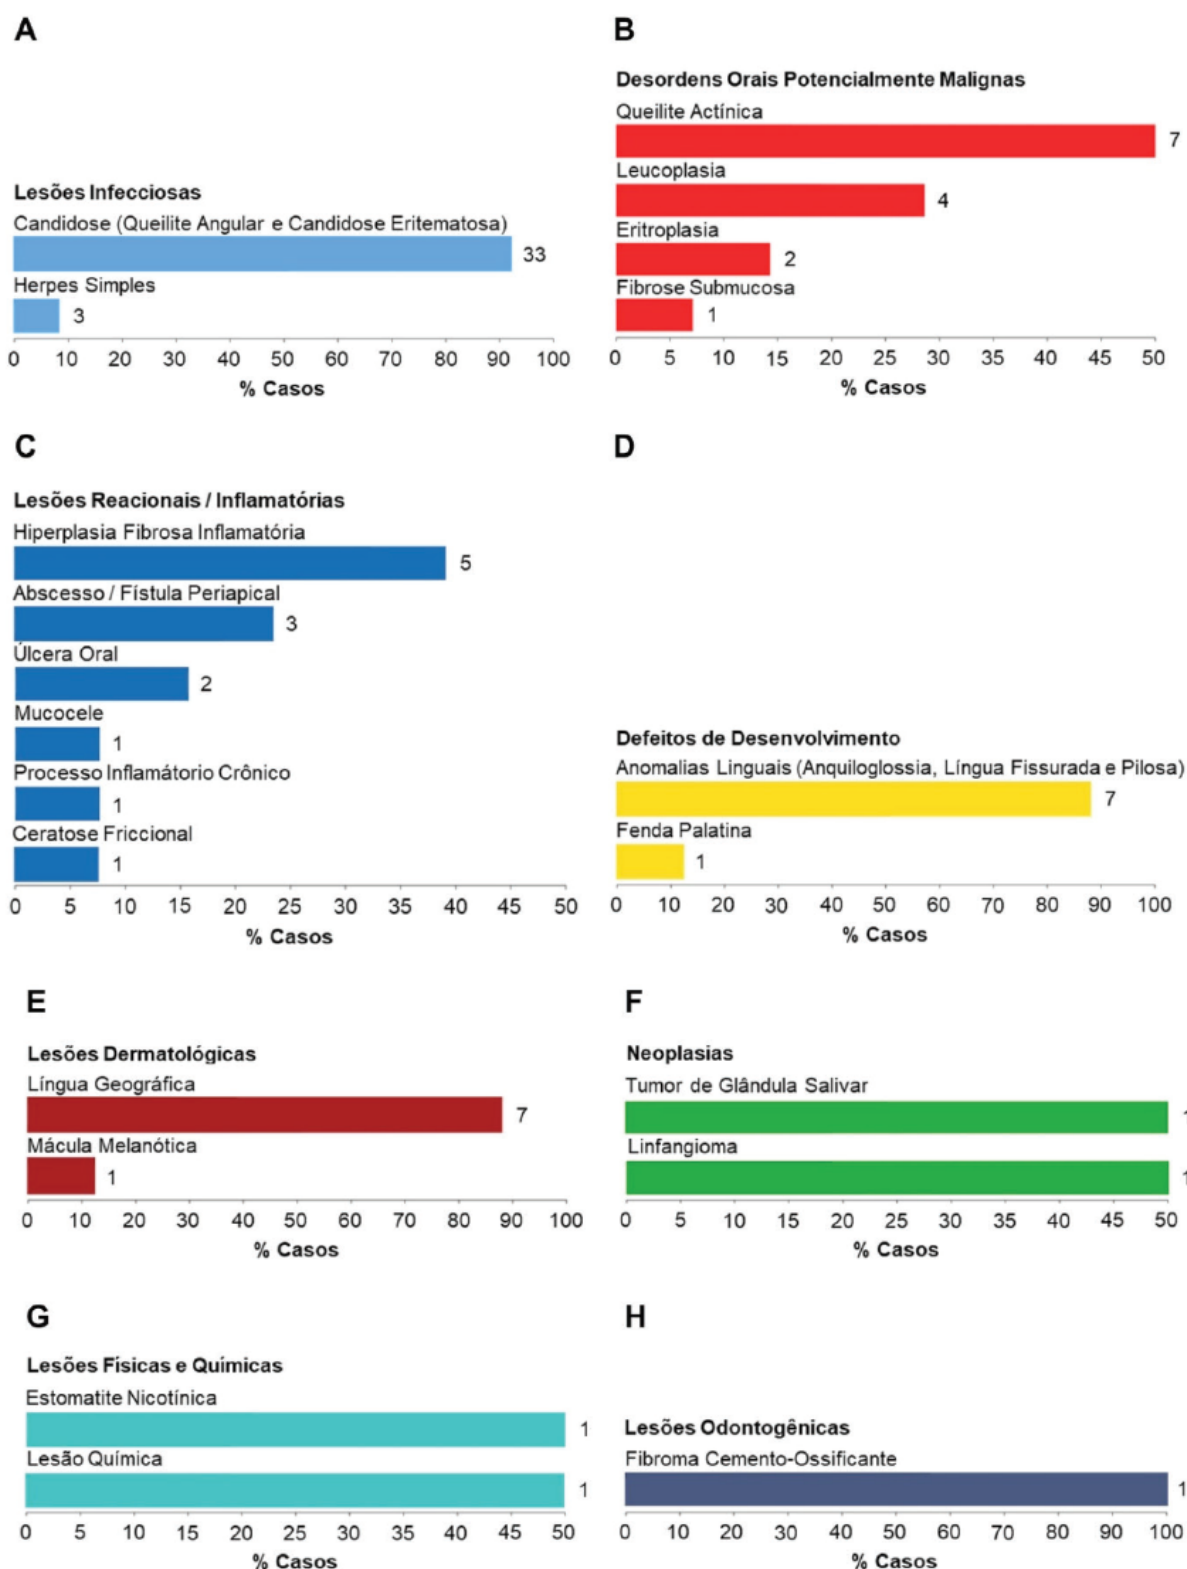 A
Lesões Infecciosas
Candidose (Queilite Angular e Candidose Eritematosa)
33
Herpes Simples
3
0 10 20 30 40 50 60 70 80 90 100
% Casos
B
Desordens Orais Potencialmente Malignas
Queilite Actínica
7
Leucoplasia
4
Eritroplasia
2
Fibrose Submucosa
1
0 5 10 15 20 25 30 35 40 45 50
% Casos
C
Lesões Reacionais / Inflamatórias
Hiperplasia Fibrosa Inflamatória
5
Abscesso / Fístula Periapical
3
Úlcera Oral
2
Mucocele
1
Processo Inflamátorio Crônico
1
Ceratose Friccional
1
0 5 10 15 20 25 30 35 40 45 50
% Casos
D
Defeitos de Desenvolvimento
Anomalias Linguais (Anquiloglossia, Língua Fissurada e Pilosa)
7
Fenda Palatina
1
0 10 20 30 40 50 60 70 80 90 100
% Casos
E
Lesões Dermatológicas
Língua Geográfica
7
Mácula Melanótica
1
0 10 20 30 40 50 60 70 80 90 100
% Casos
F
Neoplasias
Tumor de Glândula Salivar
1
Linfangioma
1
0 5 10 15 20 25 30 35 40 45 50
% Casos
G
Lesões Físicas e Químicas
Estomatite Nicotínica
1
Lesão Química
1
0 5 10 15 20 25 30 35 40 45 50
% Casos
H
Lesões Odontogênicas
Fibroma Cemento-Ossificante
1
0 10 20 30 40 50 60 70 80 90 100
% Casos